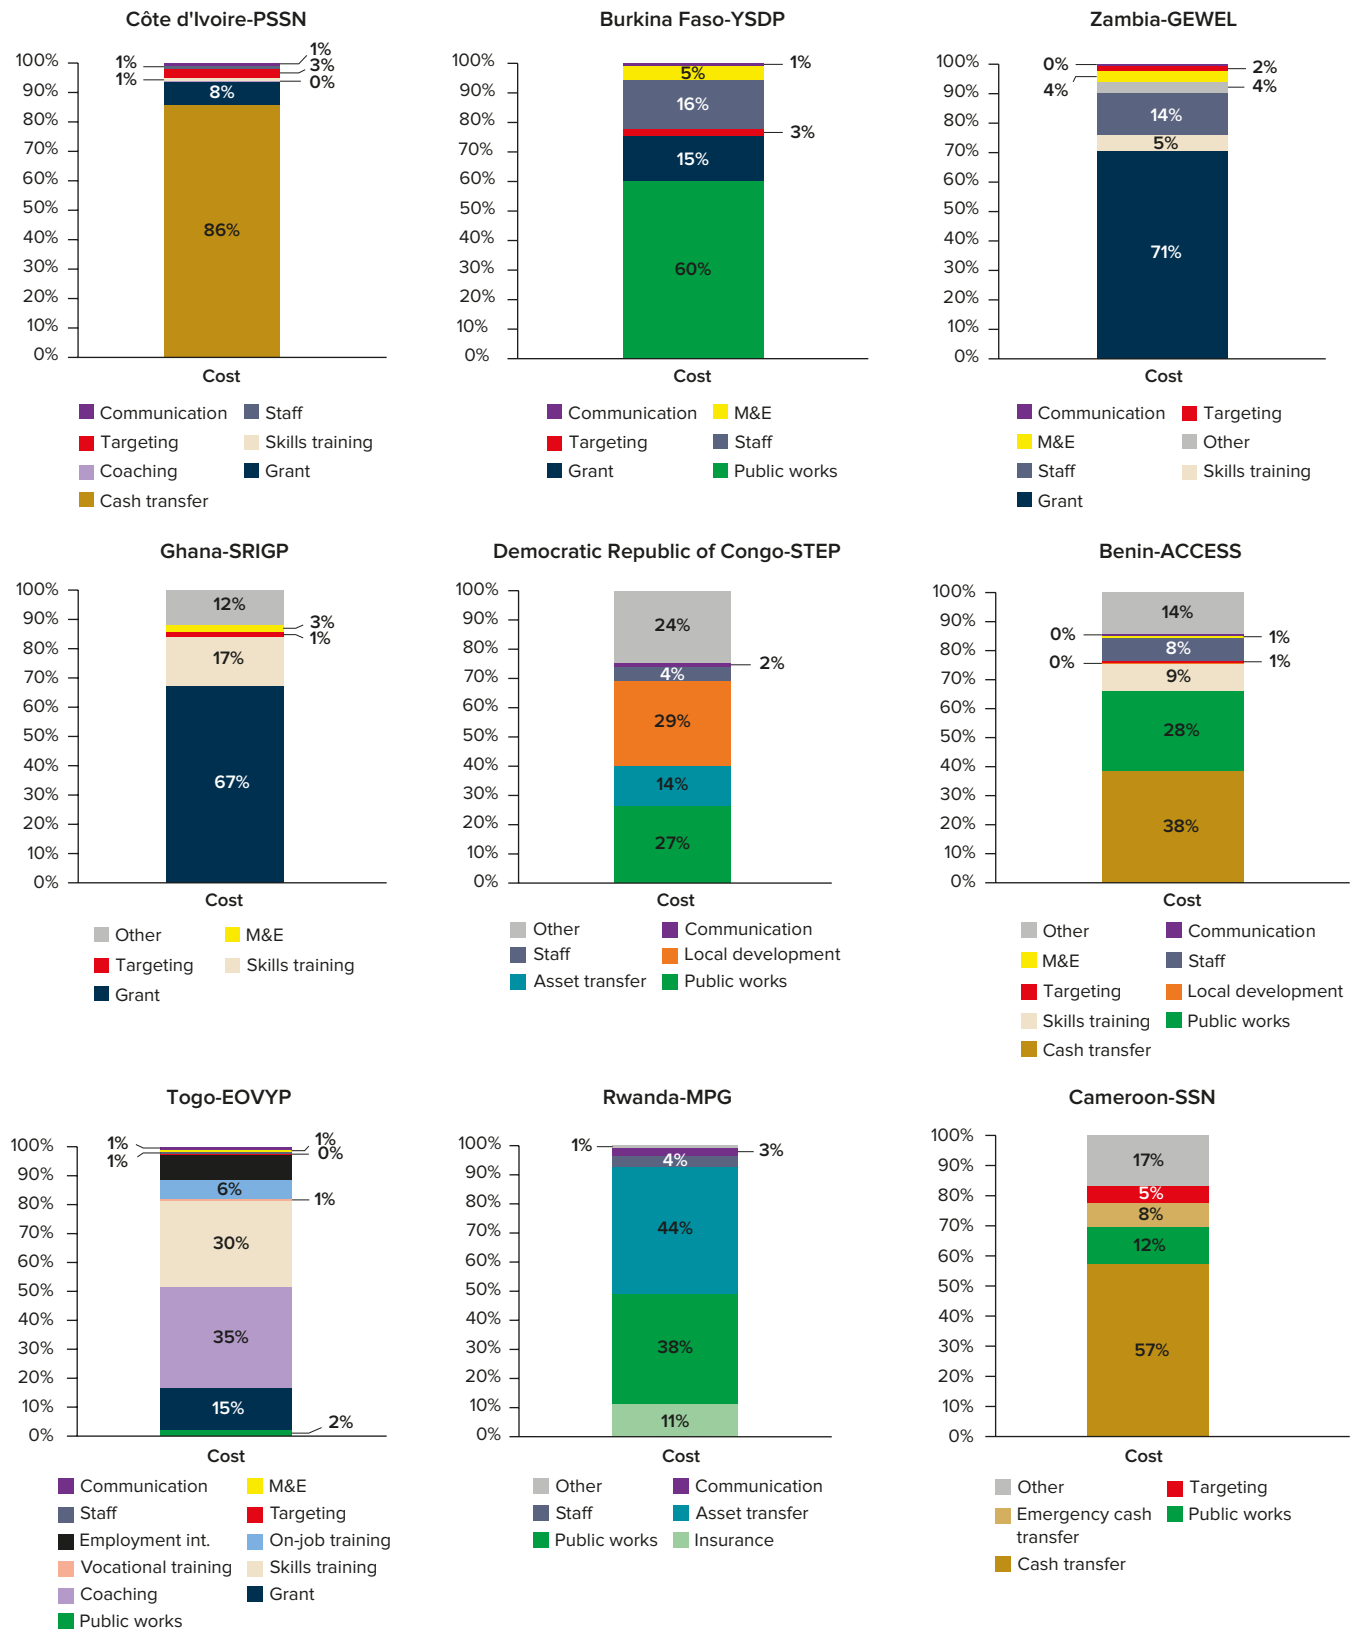 Côte d'Ivoire-PSSN
100%
90%
80%
70%
60%
50%
40%
30%
20%
10%
0%
1%
1%
1%
3%
0%
8%
86%
Cost
Communication
Staff
Targeting
Skills training
Coaching
Grant
Cash transfer
Burkina Faso-YSDP
100%
90%
80%
70%
60%
50%
40%
30%
20%
10%
0%
1%
5%
16%
3%
15%
60%
Cost
Communication
M&E
Targeting
Staff
Grant
Public works
Zambia-GEWEL
100%
90%
80%
70%
60%
50%
40%
30%
20%
10%
0%
0%
2%
4%
4%
14%
5%
71%
Cost
Communication
Targeting
M&E
Other
Staff
Skills training
Grant
Ghana-SRIGP
100%
90%
80%
70%
60%
50%
40%
30%
20%
10%
0%
12%
3%
1%
17%
67%
Cost
Other
M&E
Targeting
Skills training
Grant
Democratic Republic of Congo-STEP
100%
90%
80%
70%
60%
50%
40%
30%
20%
10%
0%
24%
2%
4%
29%
14%
27%
Cost
Other
Communication
Staff
Local development
Asset transfer
Public works
Benin-ACCESS
100%
90%
80%
70%
60%
50%
40%
30%
20%
10%
0%
14%
0%
1%
8%
0%
1%
9%
28%
38%
Cost
Other
Communication
M&E
Staff
Targeting
Local development
Skills training
Public works
Cash transfer
Togo-EOVYP
100%
90%
80%
70%
60%
50%
40%
30%
20%
10%
0%
1%
1%
1%
0%
6%
1%
30%
35%
15%
2%
Cost
Communication
M&E
Staff
Targeting
Employment int.
On-job training
Vocational training
Skills training
Coaching
Grant
Public works
Rwanda-MPG
100%
90%
80%
70%
60%
50%
40%
30%
20%
10%
0%
1%
3%
4%
44%
38%
11%
Cost
Other
Communication
Staff
Asset transfer
Public works
Insurance
Cameroon-SSN
100%
90%
80%
70%
60%
50%
40%
30%
20%
10%
0%
17%
5%
8%
12%
57%
Cost
Other
Targeting
Emergency cash
transfer
Public works
Cash transfer